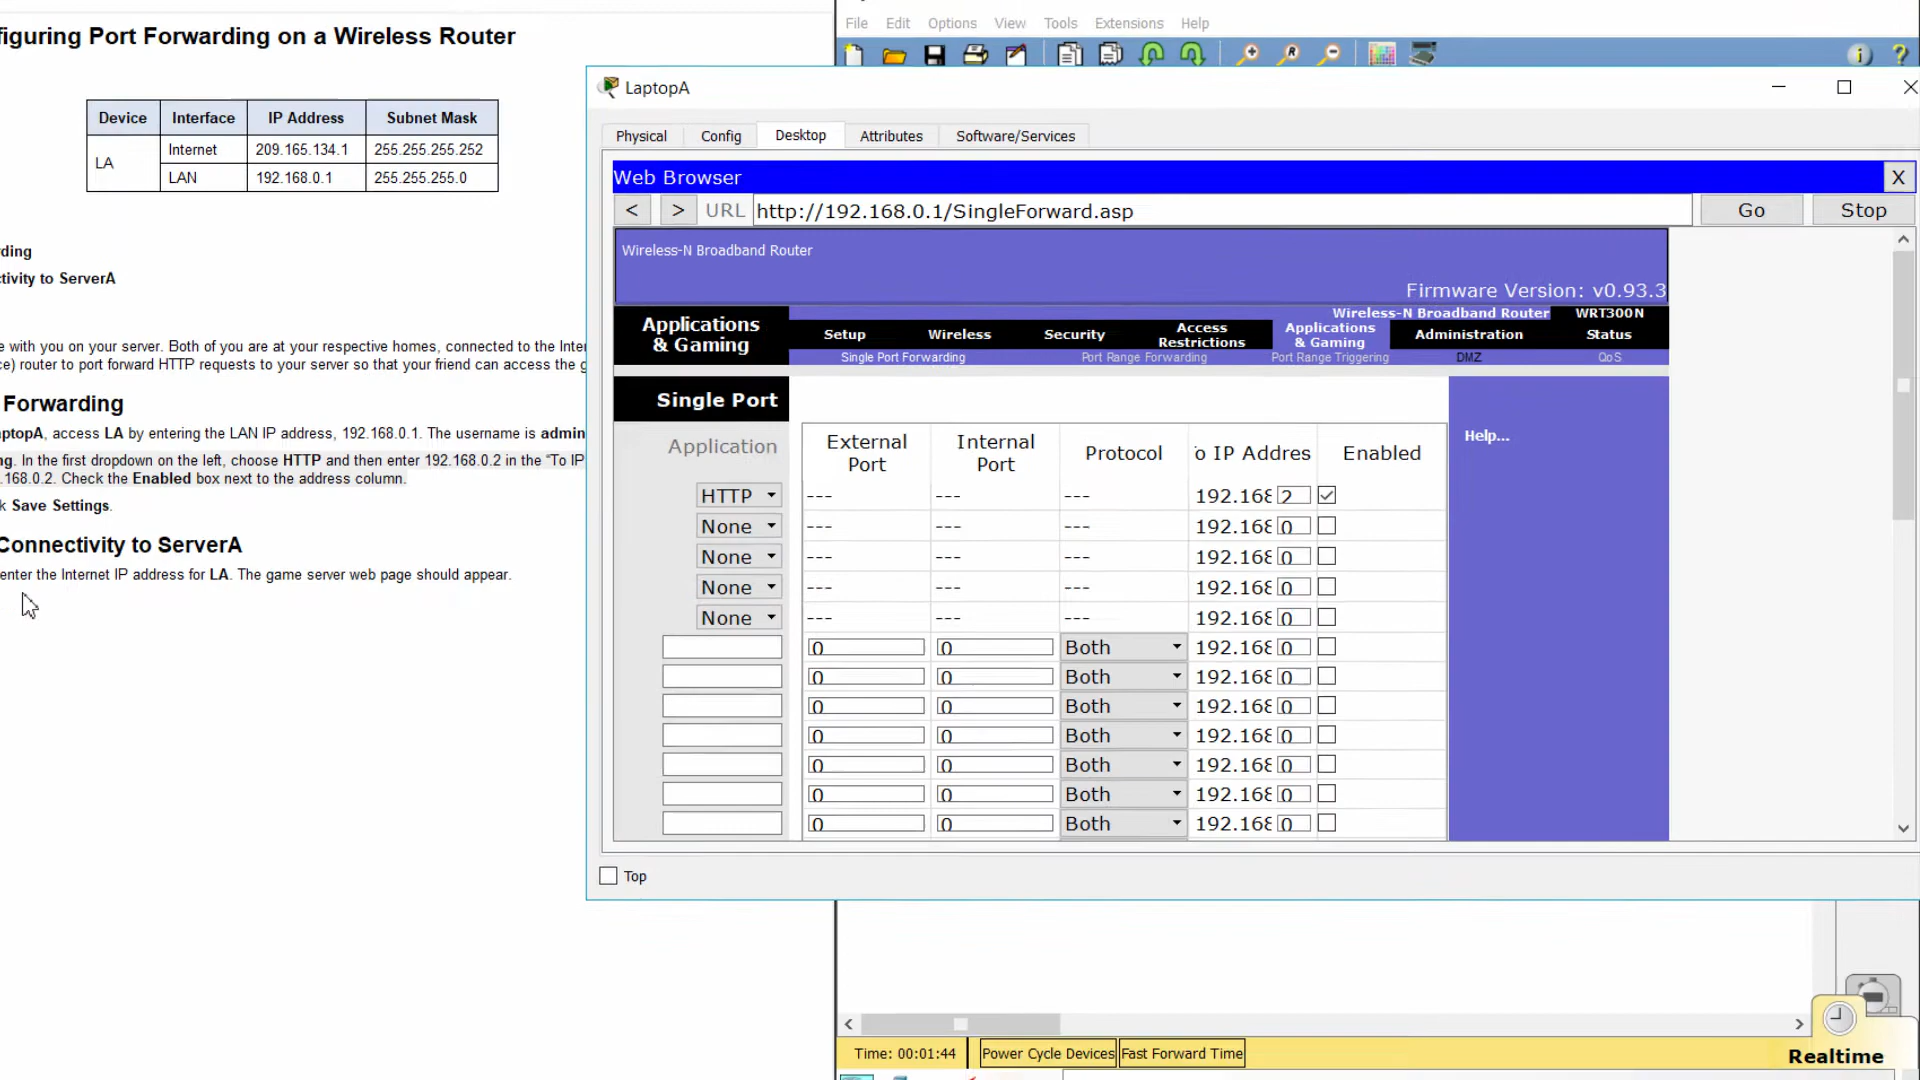 figuring Port Forwarding on a Wireless Router
Device Interface IP Address Subnet Mask
LA Internet 209.165.134.1 255.255.255.252
LAN 192.168.0.1 255.255.255.0
ding
tivity to ServerA
e with you on your server. Both of you are at your respective homes, connected to the Inter
ce) router to port forward HTTP requests to your server so that your friend can access the g
Forwarding
aptopA, access LA by entering the LAN IP address, 192.168.0.1. The username is admin
ng. In the first dropdown on the left, choose HTTP and then enter 192.168.0.2 in the “To IP
.168.0.2. Check the Enabled box next to the address column.
k Save Settings.
Connectivity to ServerA
enter the Internet IP address for LA. The game server web page should appear.
File Edit Options View Tools Extensions Help
LaptopA
Physical Config Desktop Attributes Software/Services
Web Browser X
< > URL http://192.168.0.1/SingleForward.asp Go Stop
Wireless-N Broadband Router
Firmware Version: v0.93.3
Wireless-N Broadband Router WRT300N
Applications & Gaming
Setup Wireless Security Access Restrictions Applications & Gaming Administration Status
Single Port Forwarding Port Range Forwarding Port Range Triggering DMZ QoS
Single Port
Help...
Application External Port Internal Port Protocol o IP Addres Enabled
HTTP --- --- --- 192.168 2
None --- --- --- 192.168 0
None --- --- --- 192.168 0
None --- --- --- 192.168 0
None --- --- --- 192.168 0
0 0 Both 192.168 0
0 0 Both 192.168 0
0 0 Both 192.168 0
0 0 Both 192.168 0
0 0 Both 192.168 0
0 0 Both 192.168 0
0 0 Both 192.168 0
Top
Time: 00:01:44 Power Cycle Devices Fast Forward Time
Realtime